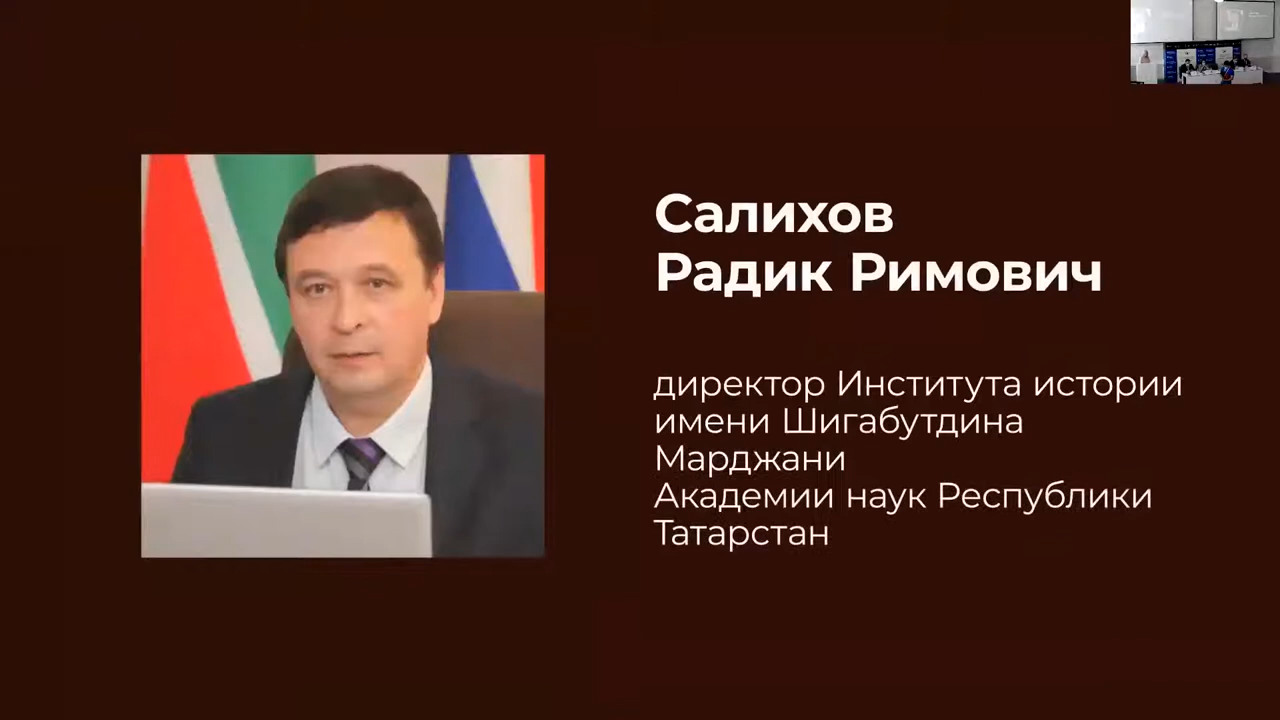 Салихов
Радик Римович
директор Института истории
имени Шигабутдина
Марджани
Академии наук Республики
Татарстан